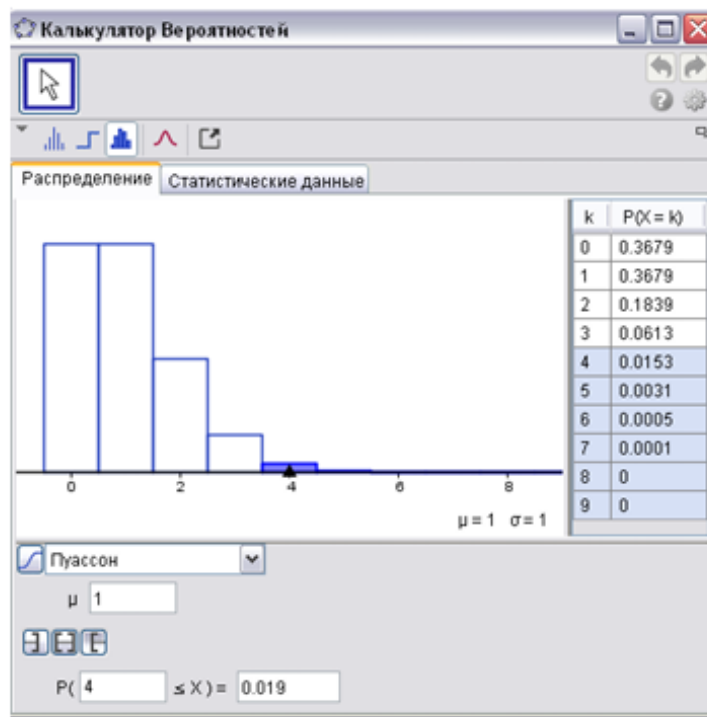 Калькулятор Вероятностей
Распределение Статистические данные
k P(X = k)
0 0.3679
1 0.3679
2 0.1839
3 0.0613
4 0.0153
5 0.0031
6 0.0005
7 0.0001
8 0
9 0
0 2 4 6 8
μ = 1 σ = 1
Пуассон
μ 1
P( 4 ≤ X ) = 0.019